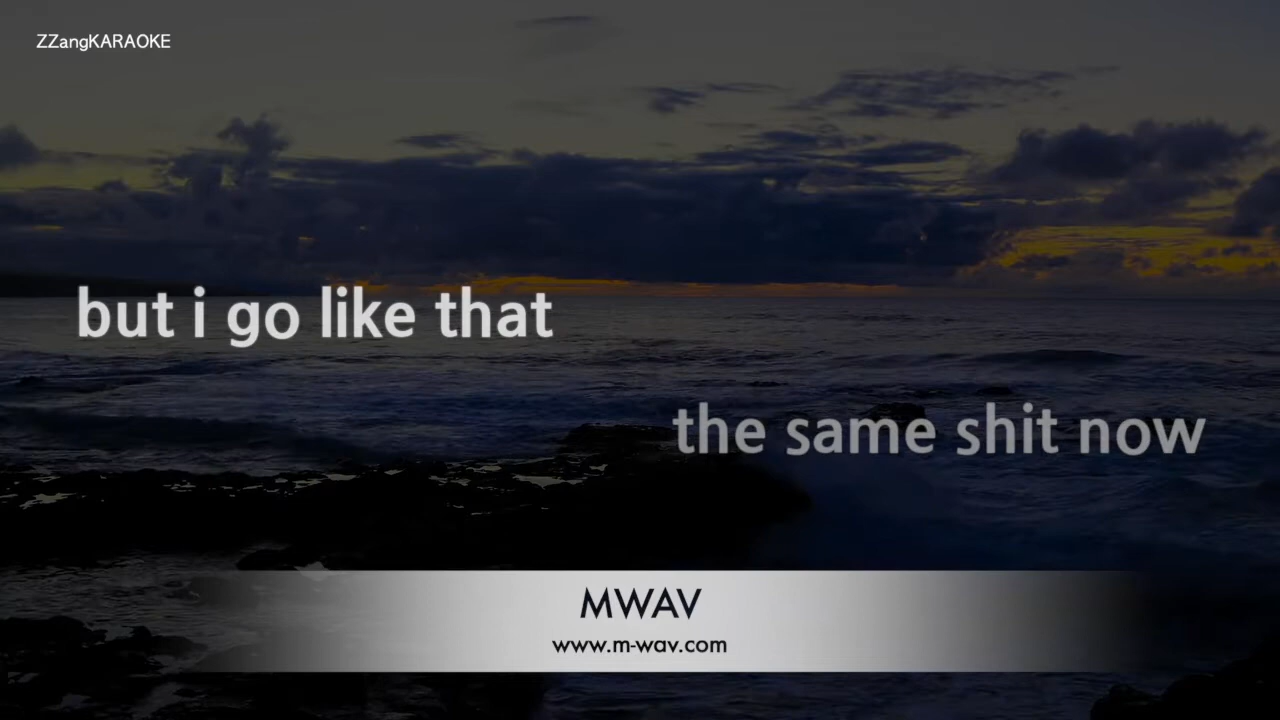 ZZangKARAOKE
but i go like that
the same shit now
MWAV
www.m-wav.com